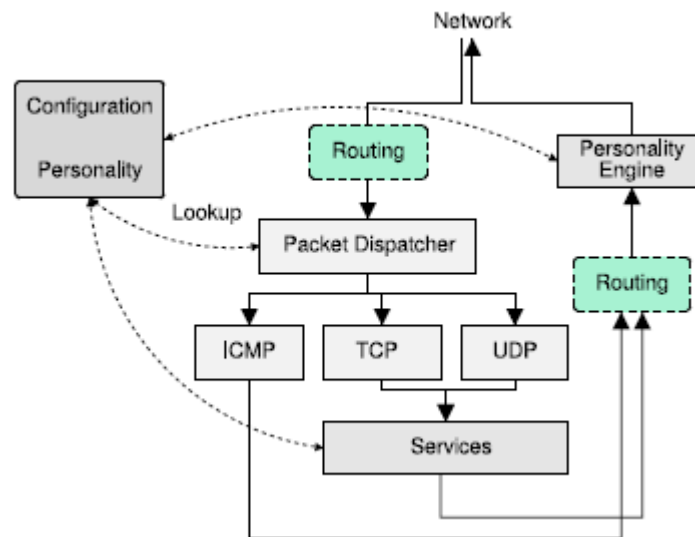 Network
Configuration
Personality
Routing
Personality
Engine
Lookup
Packet Dispatcher
Routing
ICMP
TCP
UDP
Services